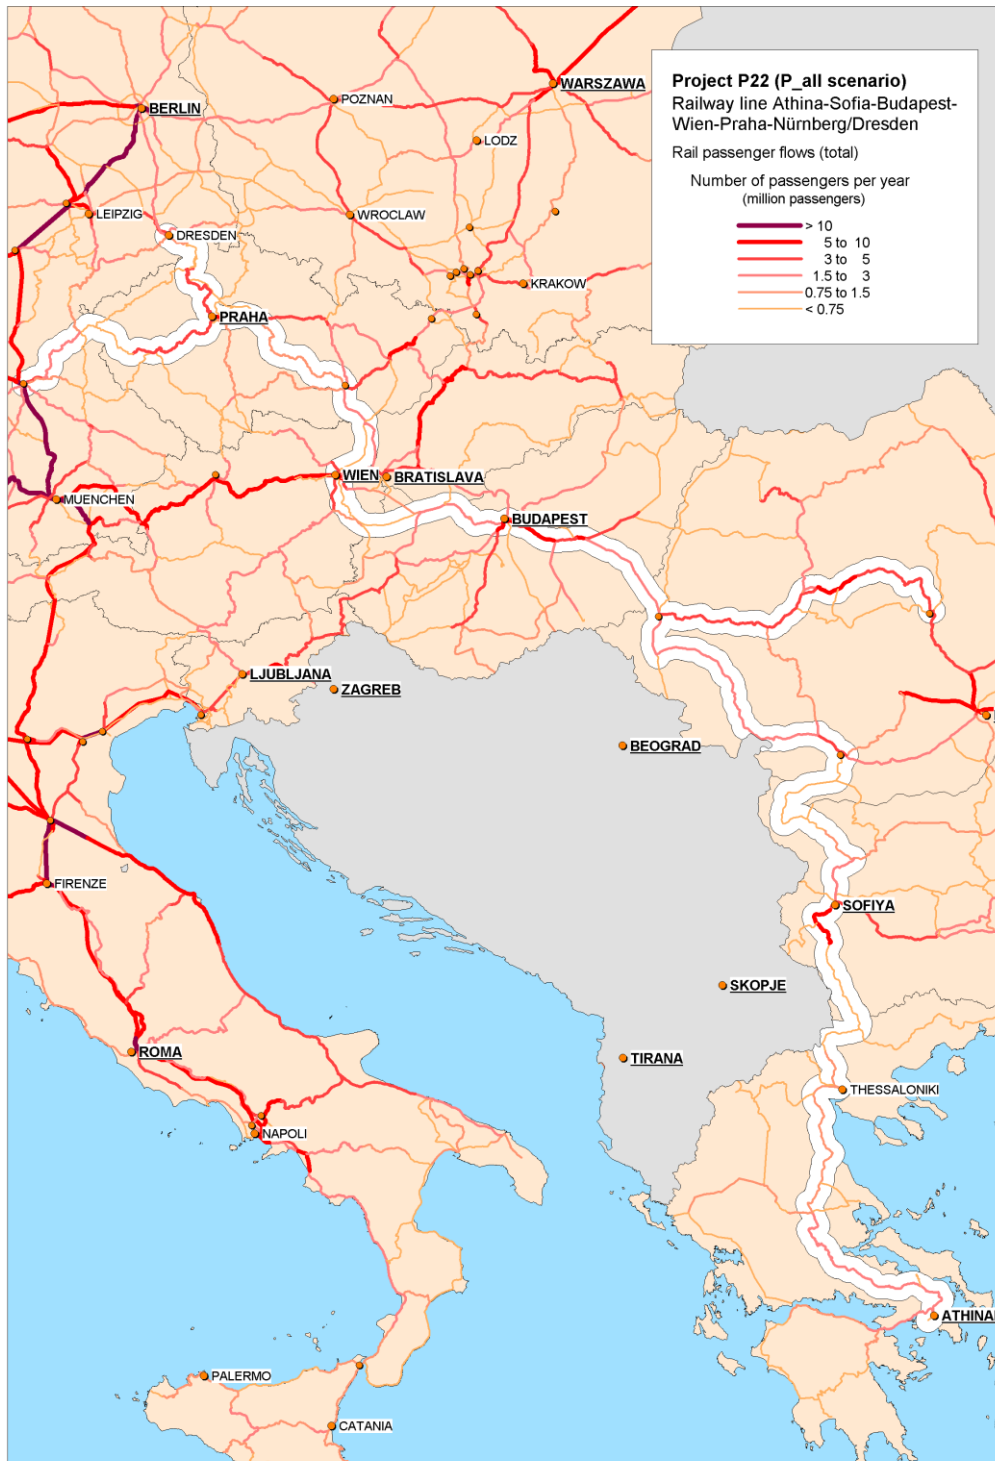 WARSZAWA
BERLIN
POZNAN
Project P22 (P_all scenario)
Railway line Athina-Sofia-Budapest-
Wien-Praha-Nürnberg/Dresden
Rail passenger flows (total)
Number of passengers per year
(million passengers)
> 10
5 to 10
3 to 5
1.5 to 3
0.75 to 1.5
< 0.75
LODZ
LEIPZIG
WROCLAW
DRESDEN
KRAKOW
PRAHA
WIEN
BRATISLAVA
MUENCHEN
BUDAPEST
LJUBLJANA
ZAGREB
BEOGRAD
FIRENZE
SOFIYA
SKOPJE
ROMA
TIRANA
THESSALONIKI
NAPOLI
ATHINAI
PALERMO
CATANIA